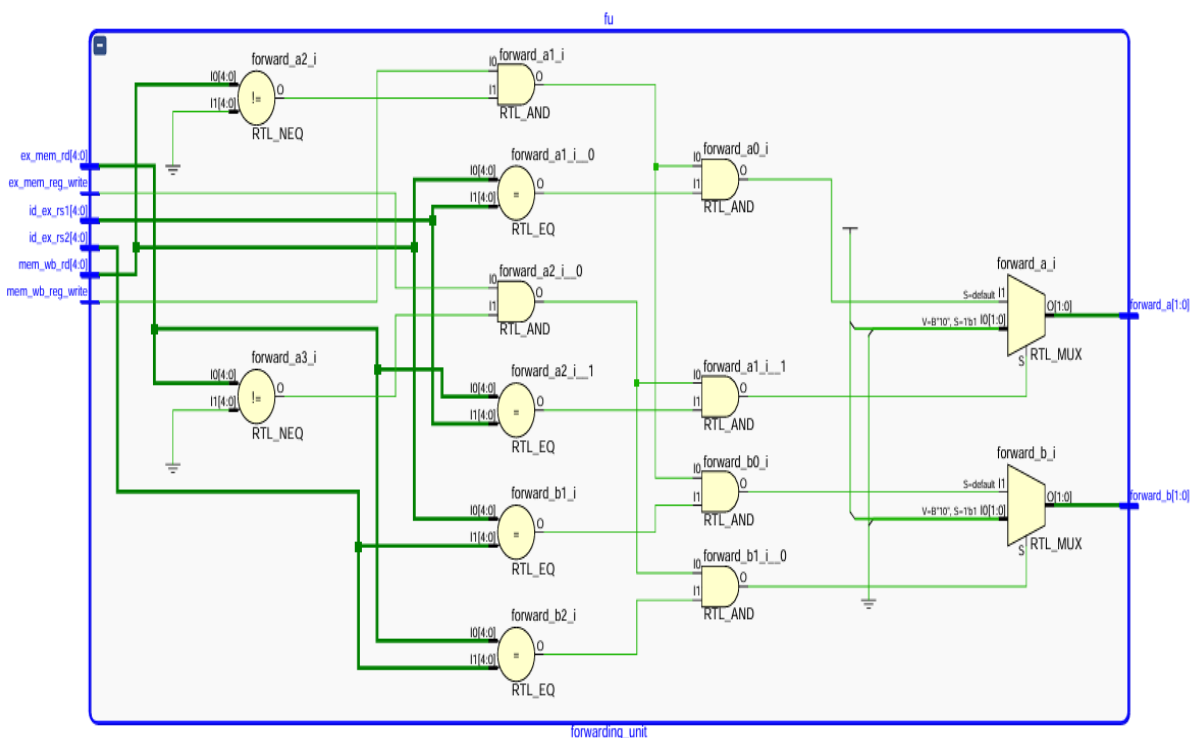 fu
forward_a2_i
I0[4:0]
I1[4:0]
!=
O
RTL_NEQ
forward_a1_i
I0
I1
O
RTL_AND
ex_mem_rd[4:0]
ex_mem_reg_write
id_ex_rs1[4:0]
id_ex_rs2[4:0]
mem_wb_rd[4:0]
mem_wb_reg_write
forward_a1_i__0
I0[4:0]
I1[4:0]
=
O
RTL_EQ
forward_a0_i
I0
I1
O
RTL_AND
forward_a2_i__0
I0
I1
O
RTL_AND
forward_a_i
S=default I1
V=B"10", S=1'b1 I0[1:0]
S
O[1:0]
RTL_MUX
forward_a[1:0]
forward_a3_i
I0[4:0]
I1[4:0]
!=
O
RTL_NEQ
forward_a2_i__1
I0[4:0]
I1[4:0]
=
O
RTL_EQ
forward_a1_i__1
I0
I1
O
RTL_AND
forward_b0_i
I0
I1
O
RTL_AND
forward_b_i
S=default I1
V=B"10", S=1'b1 I0[1:0]
S
O[1:0]
RTL_MUX
forward_b[1:0]
forward_b1_i
I0[4:0]
I1[4:0]
=
O
RTL_EQ
forward_b1_i__0
I0
I1
O
RTL_AND
forward_b2_i
I0[4:0]
I1[4:0]
=
O
RTL_EQ
forwarding_unit